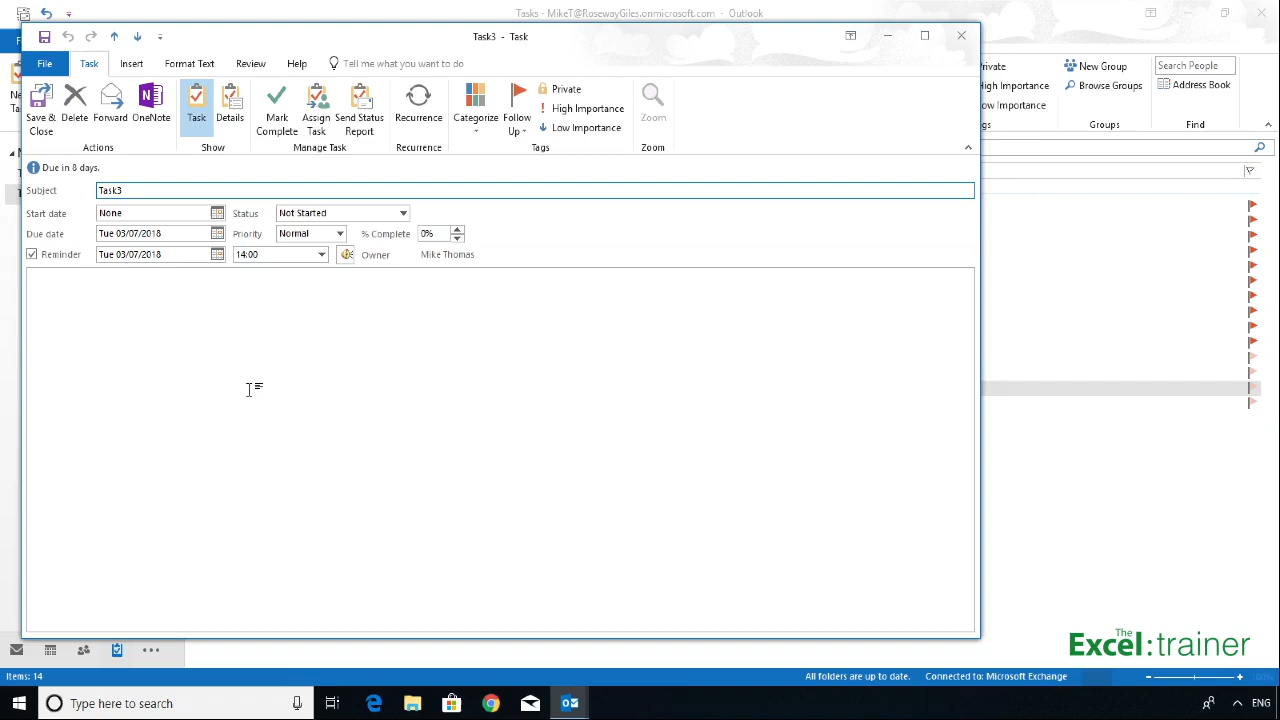 Tasks - MikeT@RosewayGiles.onmicrosoft.com - Outlook
Task3 - Task
File Task Insert Format Text Review Help Tell me what you want to do
Save & Close
Delete
Forward
OneNote
Task
Details
Mark Complete
Assign Task
Send Status Report
Recurrence
Categorize
Follow Up
Private
High Importance
Low Importance
Zoom
Actions Show Manage Task Recurrence Tags Zoom
New Group
Browse Groups
Groups
Search People
Address Book
Find
Due in 8 days.
Subject Task3
Start date None Status Not Started
Due date Tue 03/07/2018 Priority Normal % Complete 0%
Reminder Tue 03/07/2018 14:00 Owner Mike Thomas
The
Excel:trainer
Items: 14 All folders are up to date. Connected to: Microsoft Exchange 100%
Type here to search ENG